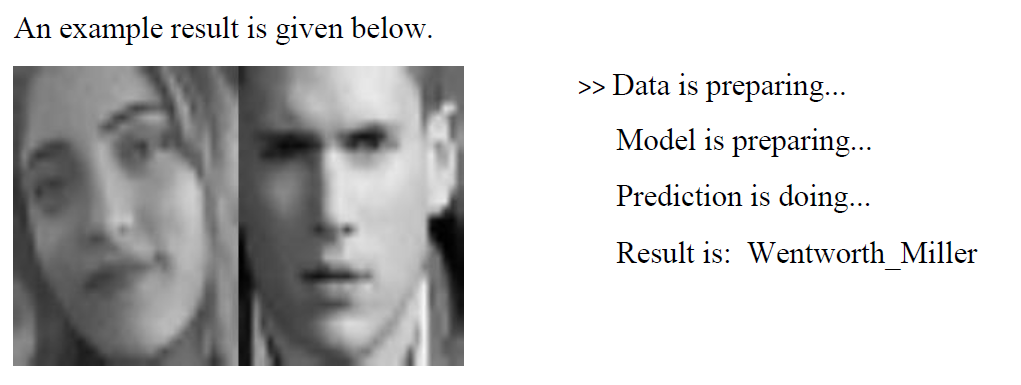 An example result is given below.
>> Data is preparing...
Model is preparing...
Prediction is doing...
Result is:  Wentworth_Miller